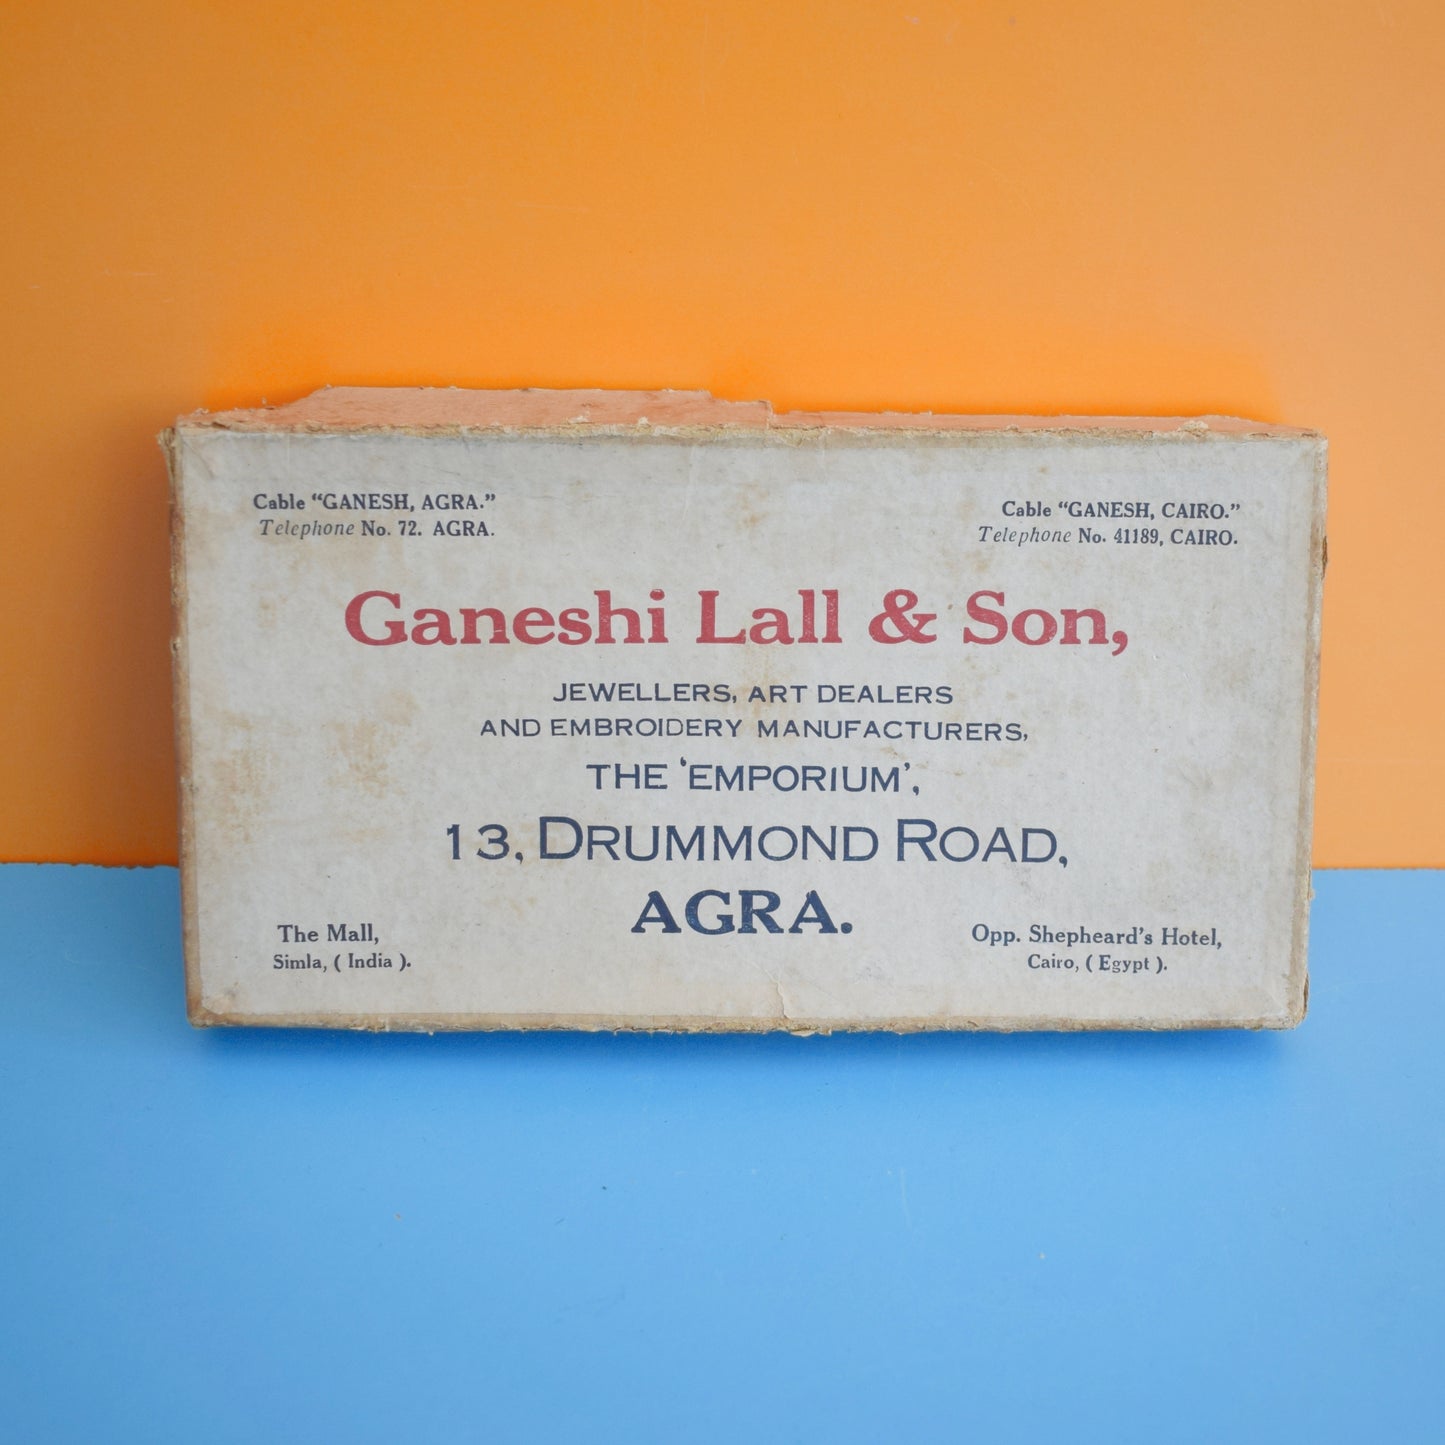 Cable "GANESH, AGRA."
Telephone No. 72. AGRA.
Cable "GANESH, CAIRO."
Telephone No. 41189, CAIRO.
Ganeshi Lall & Son,
JEWELLERS, ART DEALERS
AND EMBROIDERY MANUFACTURERS,
THE 'EMPORIUM',
13, DRUMMOND ROAD,
AGRA.
The Mall,
Simla, ( India ).
Opp. Shepheard's Hotel,
Cairo, ( Egypt ).